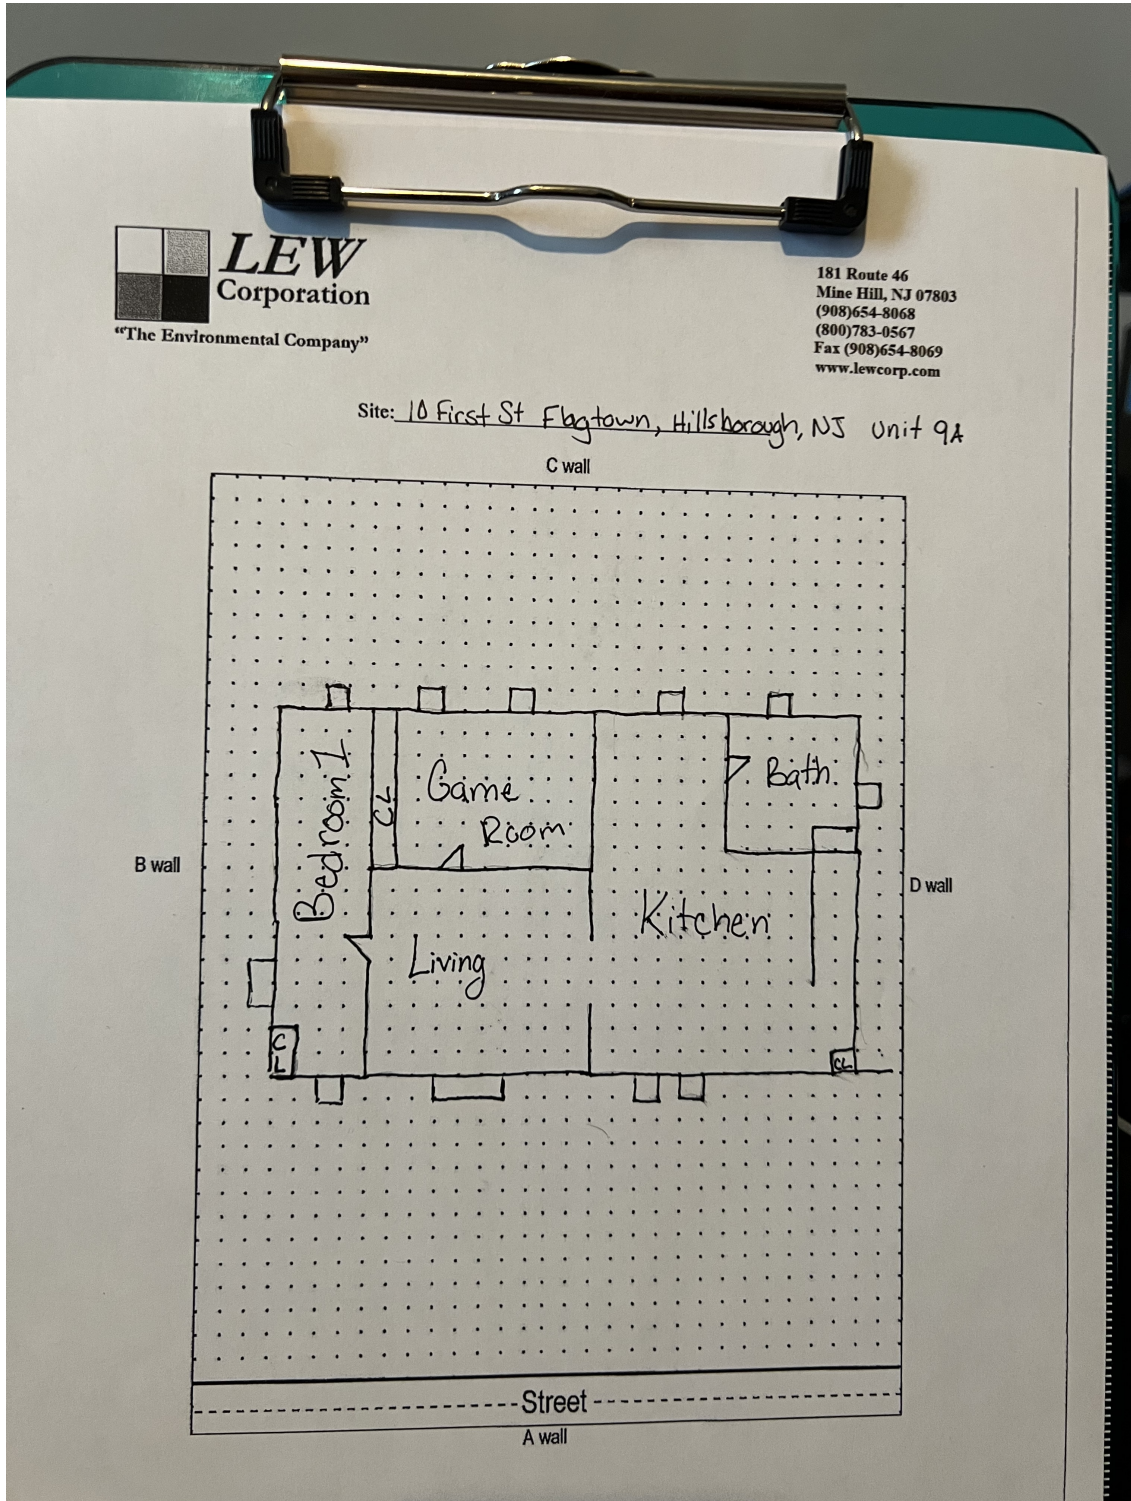 LEW
Corporation
"The Environmental Company"
181 Route 46
Mine Hill, NJ 07803
(908)654-8068
(800)783-0567
Fax (908)654-8069
www.lewcorp.com
Site: 10 First St Flagtown, Hillsborough, NJ Unit 9A
C wall
B wall
D wall
Bedroom 1
CL
Game
Room
Bath
Kitchen
Living
CL
CL
Street
A wall